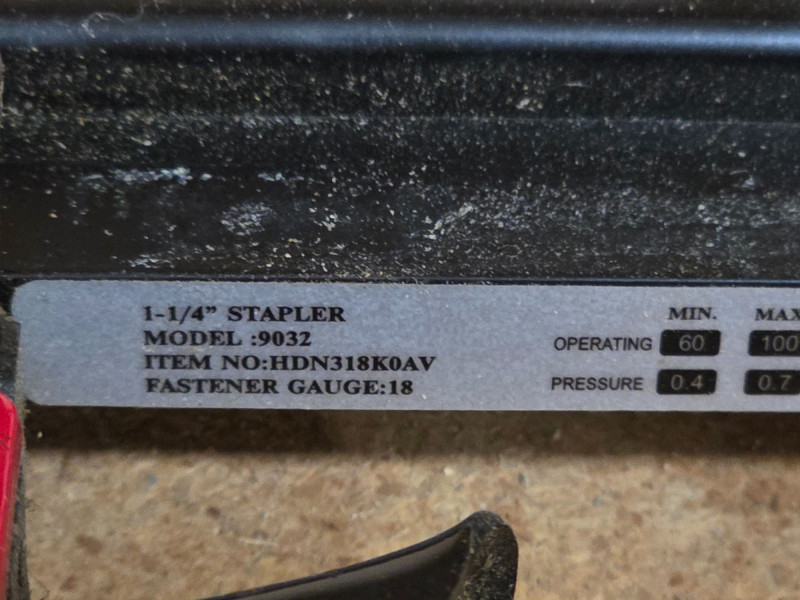 1-1/4” STAPLER
MODEL :9032
ITEM NO:HDN318K0AV
FASTENER GAUGE:18
MIN. MAX
OPERATING 60 100
PRESSURE 0.4 0.7